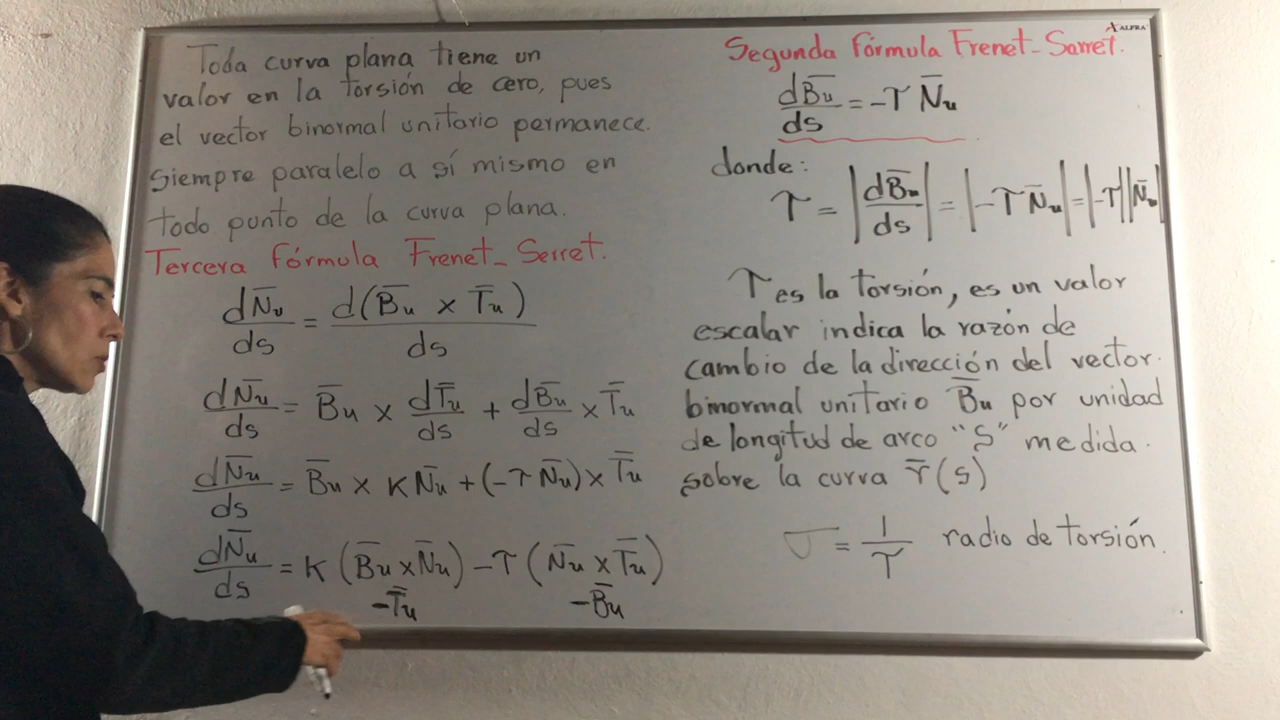 Toda curva plana tiene un
valor en la torsión de cero, pues
el vector binormal unitario permanece.
siempre paralelo a sí mismo en
todo punto de la curva plana.
Tercera fórmula Frenet-Serret.
dN̄u/ds = d(B̄u × T̄u)/ds
dN̄u/ds = B̄u × dT̄u/ds + dB̄u/ds × T̄u
dN̄u/ds = B̄u × KN̄u + (-τN̄u) × T̄u
dN̄u/ds = K (B̄u × N̄u) - τ (N̄u × T̄u)
-T̄u -B̄u
ALFRA
Segunda fórmula Frenet-Sarret.
dB̄u/ds = -τ N̄u
donde:
τ = |dB̄u/ds| = |-τ N̄u| = |-τ||N̄u|
τ es la torsión, es un valor
escalar indica la razón de
cambio de la dirección del vector.
binormal unitario B̄u por unidad
de longitud de arco "S" medida.
sobre la curva r̄(s)
σ = 1/τ radio de torsión.